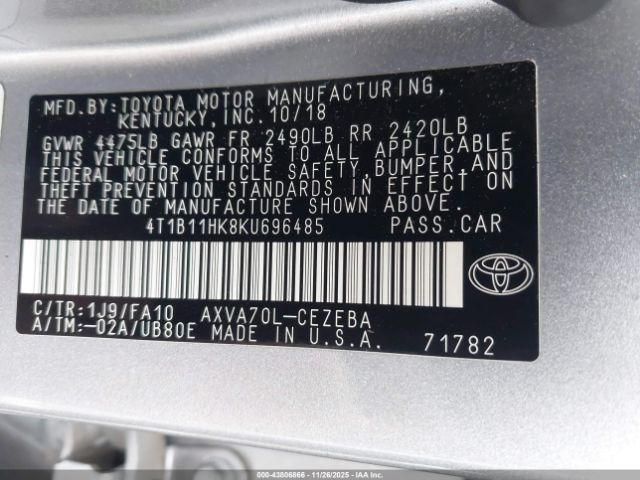 MFD.BY:TOYOTA MOTOR MANUFACTURING,
KENTUCKY, INC.10/18
GVWR 4475LB GAWR FR 2490LB RR 2420LB
THIS VEHICLE CONFORMS TO ALL APPLICABLE
FEDERAL MOTOR VEHICLE SAFETY,BUMPER,AND
THEFT PREVENTION STANDARDS IN EFFECT ON
THE DATE OF MANUFACTURE SHOWN ABOVE.
4T1B11HK8KU696485 PASS.CAR
C/TR:1J9/FA10 AXVA70L-CEZEBA
A/TM:-02A/UB80E MADE IN U.S.A. 71782
IAA-43806866 | 11/26/2025 | IAAI.COM